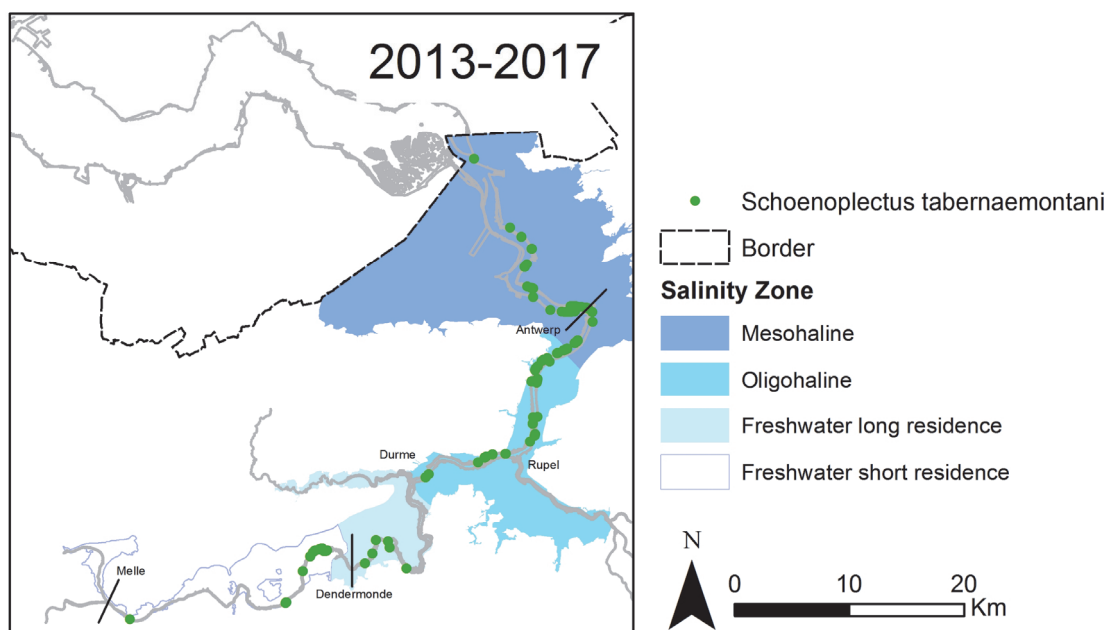 2013-2017
Antwerp
Durme
Rupel
Melle
Dendermonde
Schoenoplectus tabernaemontani
Border
Salinity Zone
Mesohaline
Oligohaline
Freshwater long residence
Freshwater short residence
N
0 10 20
Km